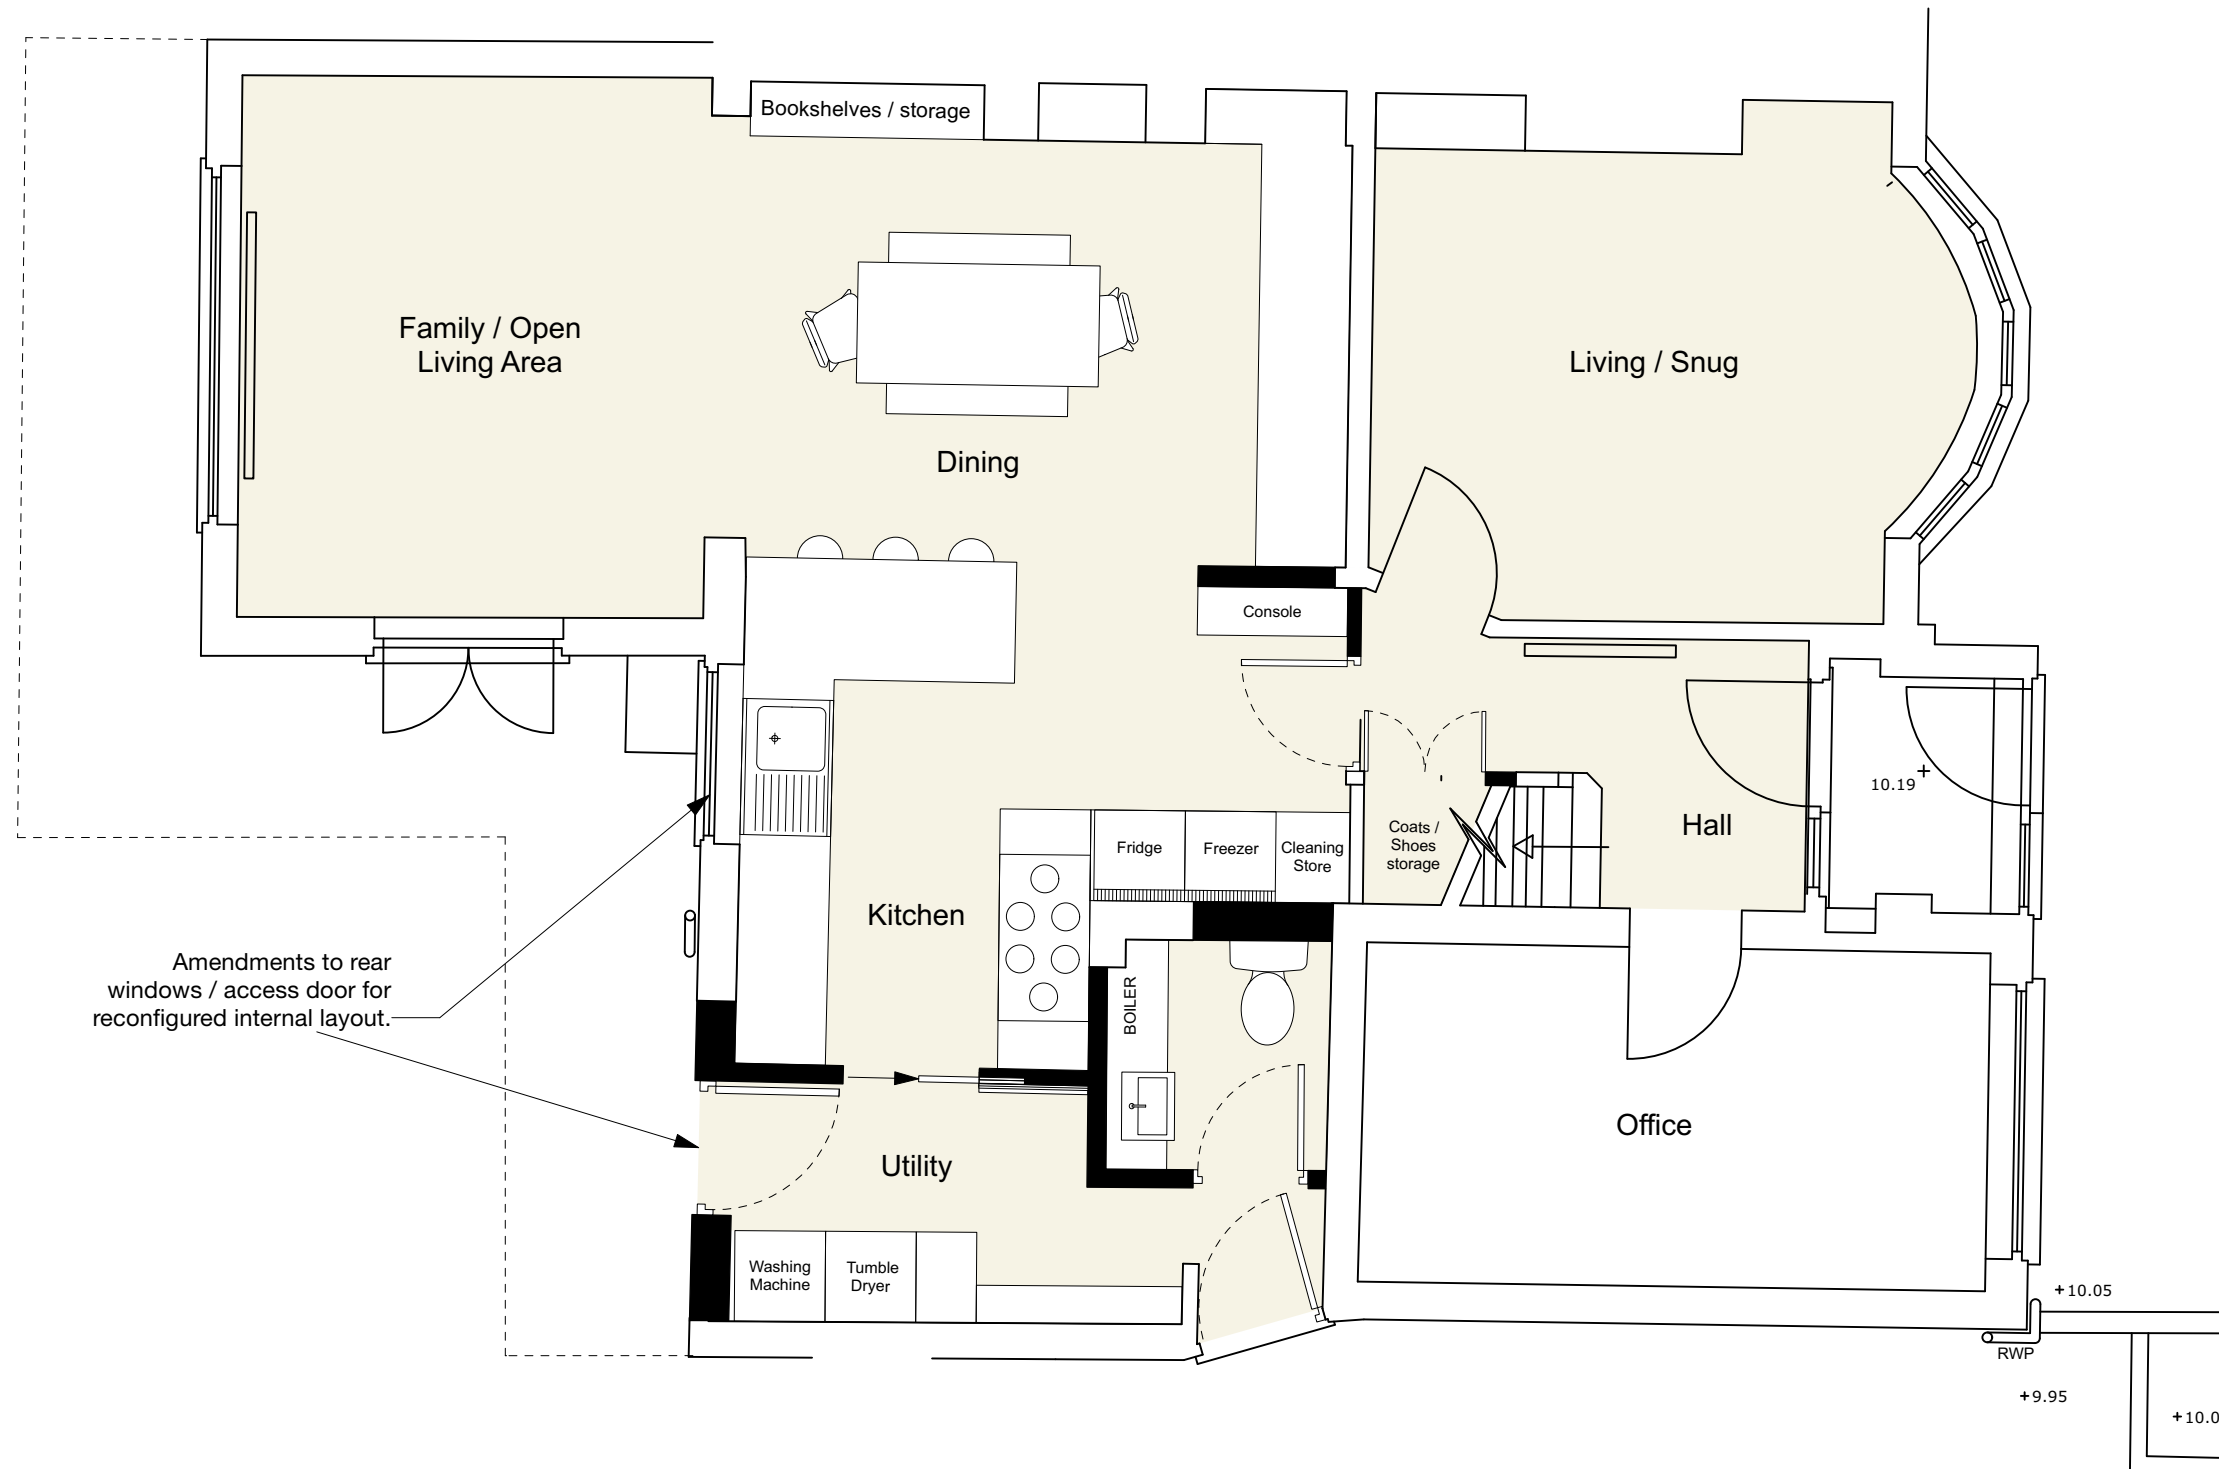 Bookshelves / storage
Family / Open
Living Area
Living / Snug
Dining
Console
10.19
Hall
Coats /
Shoes
storage
Fridge
Freezer
Cleaning
Store
Kitchen
Amendments to rear
windows / access door for
reconfigured internal layout.
BOILER
Office
Utility
Washing
Machine
Tumble
Dryer
+10.05
RWP
+9.95
+10.0